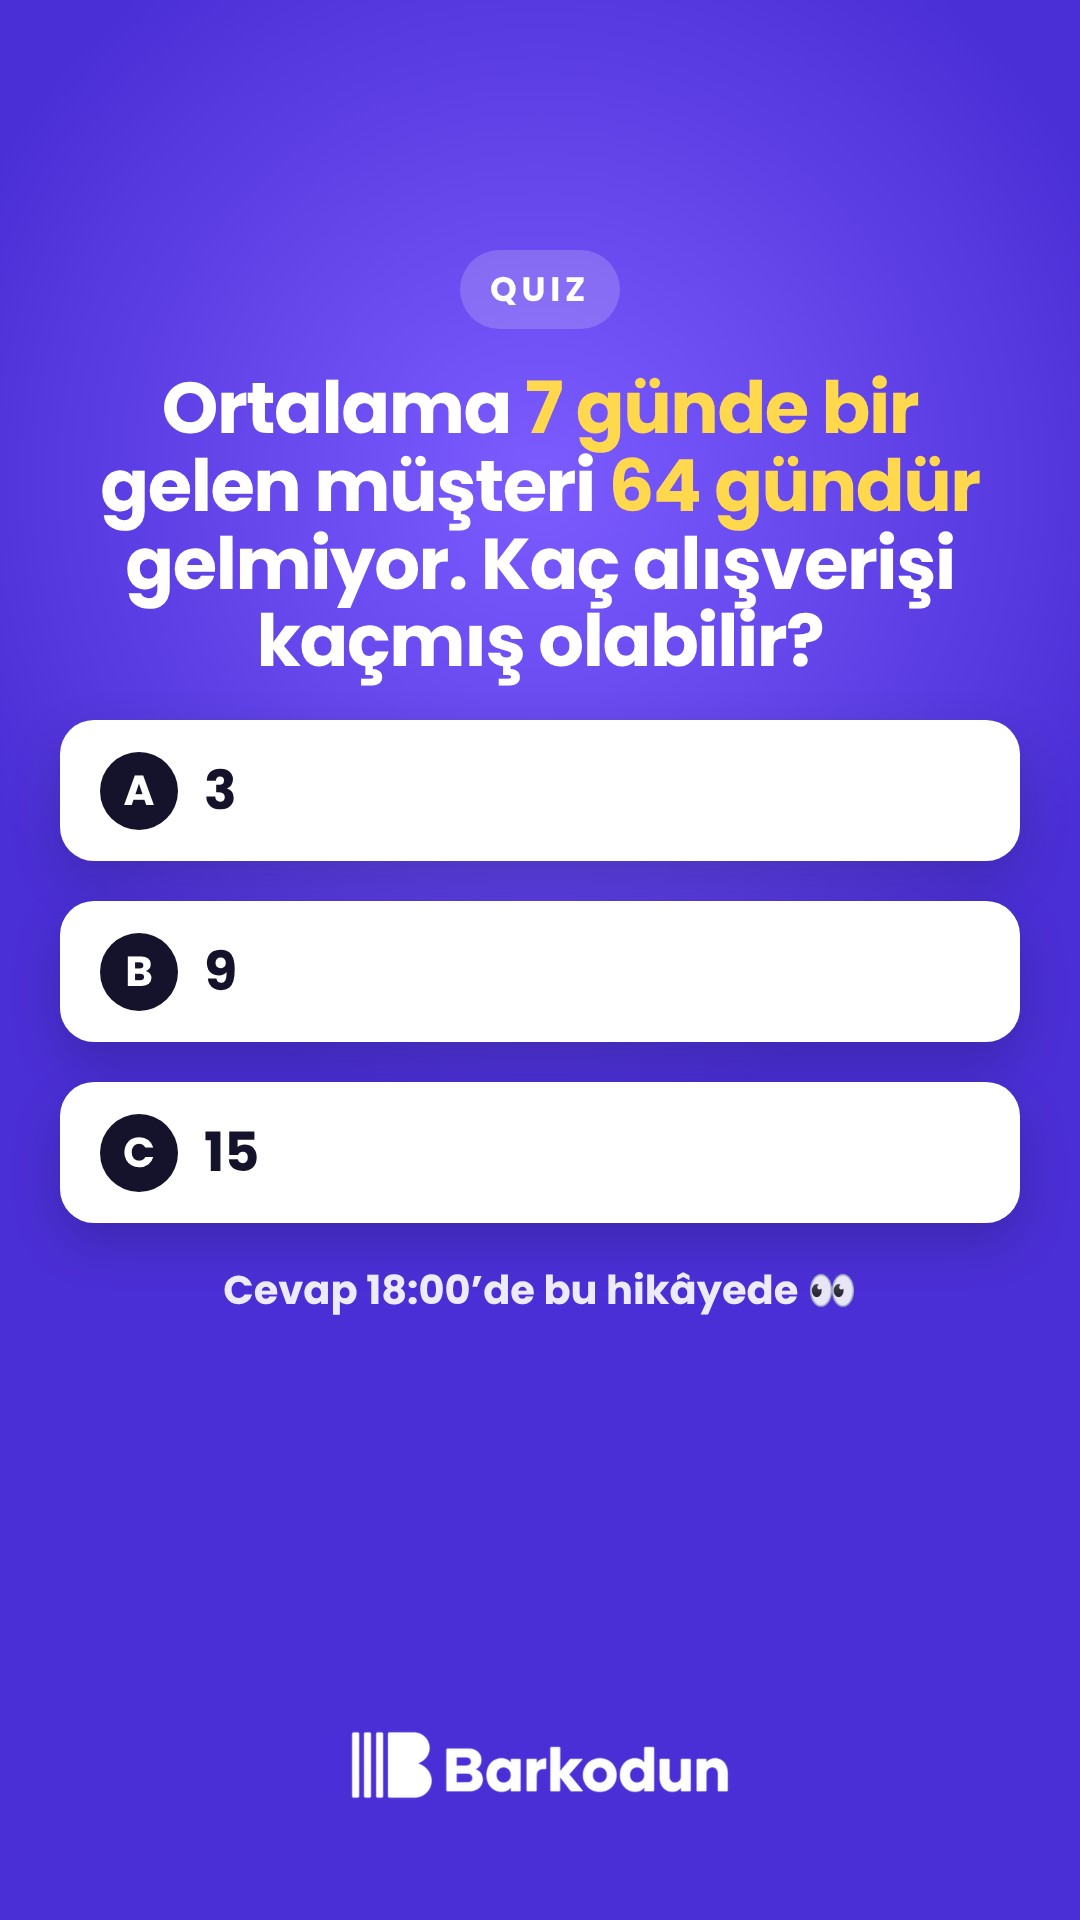 QUIZ
Ortalama 7 günde bir
gelen müşteri 64 gündür
gelmiyor. Kaç alışverişi
kaçmış olabilir?
A 3
B 9
C 15
Cevap 18:00’de bu hikâyede 👀
Barkodun